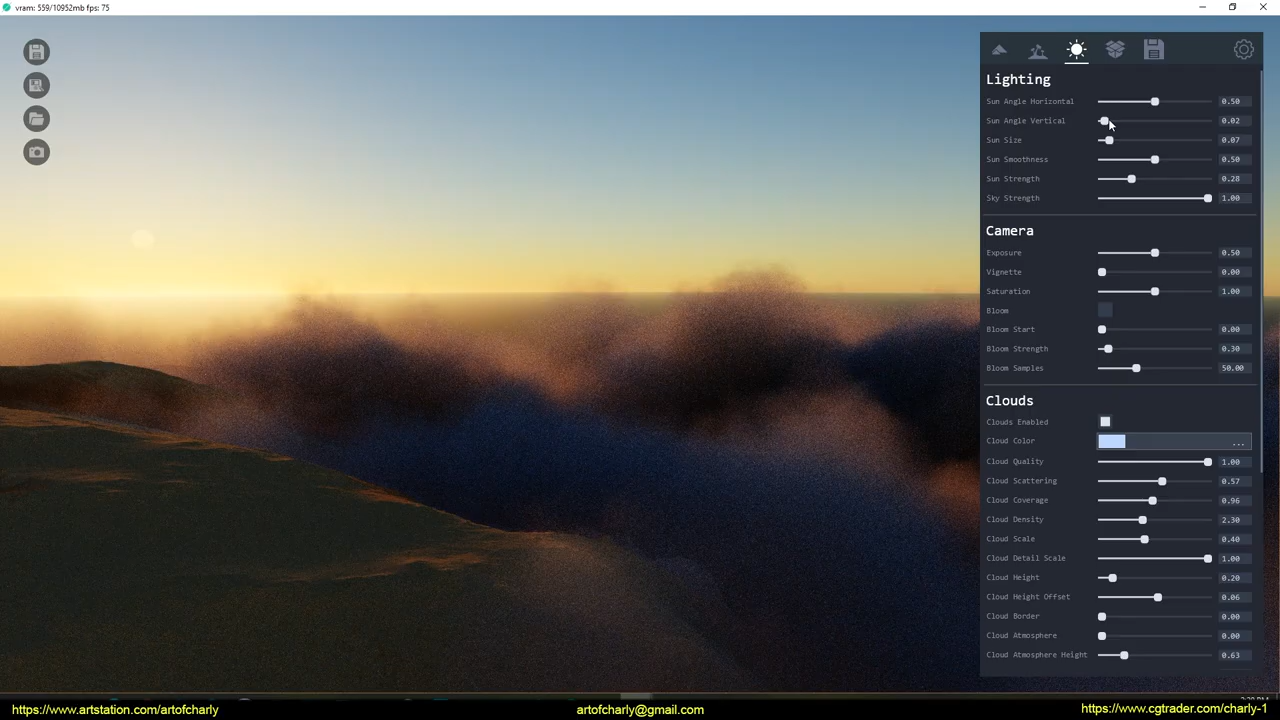 vram: 559/10952mb fps: 75
Lighting
Sun Angle Horizontal 0.50
Sun Angle Vertical 0.02
Sun Size 0.07
Sun Smoothness 0.50
Sun Strength 0.28
Sky Strength 1.00
Camera
Exposure 0.50
Vignette 0.00
Saturation 1.00
Bloom
Bloom Start 0.00
Bloom Strength 0.30
Bloom Samples 50.00
Clouds
Clouds Enabled
Cloud Color ...
Cloud Quality 1.00
Cloud Scattering 0.57
Cloud Coverage 0.96
Cloud Density 2.30
Cloud Scale 0.40
Cloud Detail Scale 1.00
Cloud Height 0.20
Cloud Height Offset 0.06
Cloud Border 0.00
Cloud Atmosphere 0.00
Cloud Atmosphere Height 0.63
https://www.artstation.com/artofcharly artofcharly@gmail.com https://www.cgtrader.com/charly-1